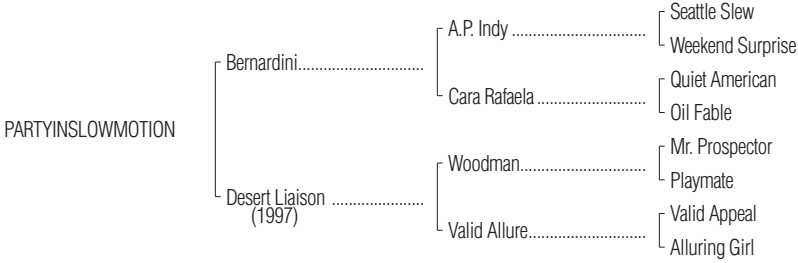 Seattle Slew
A.P. Indy
Weekend Surprise
Bernardini
Quiet American
Cara Rafaela
Oil Fable
PARTYINSLOWMOTION
Mr. Prospector
Woodman
Playmate
Desert Liaison
(1997)
Valid Appeal
Valid Allure
Alluring Girl